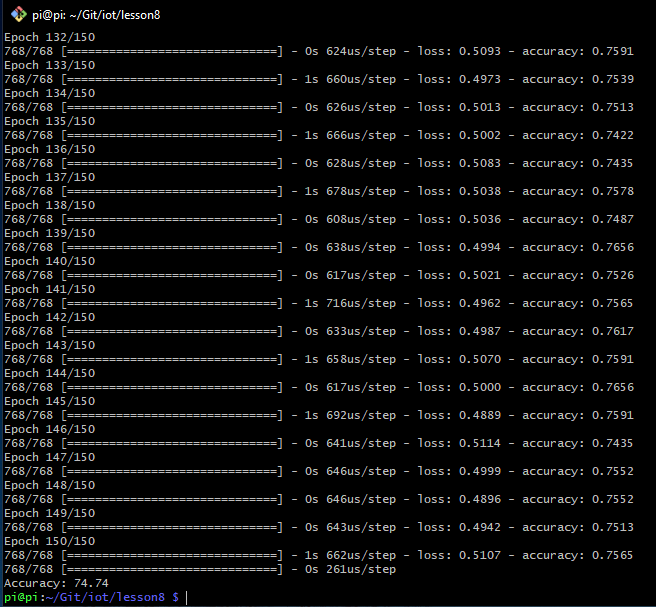 pi@pi: ~/Git/iot/lesson8
Epoch 132/150
768/768 [==============================] - 0s 624us/step - loss: 0.5093 - accuracy: 0.7591
Epoch 133/150
768/768 [==============================] - 1s 660us/step - loss: 0.4973 - accuracy: 0.7539
Epoch 134/150
768/768 [==============================] - 0s 626us/step - loss: 0.5013 - accuracy: 0.7513
Epoch 135/150
768/768 [==============================] - 1s 666us/step - loss: 0.5002 - accuracy: 0.7422
Epoch 136/150
768/768 [==============================] - 0s 628us/step - loss: 0.5083 - accuracy: 0.7435
Epoch 137/150
768/768 [==============================] - 1s 678us/step - loss: 0.5038 - accuracy: 0.7578
Epoch 138/150
768/768 [==============================] - 0s 608us/step - loss: 0.5036 - accuracy: 0.7487
Epoch 139/150
768/768 [==============================] - 0s 638us/step - loss: 0.4994 - accuracy: 0.7656
Epoch 140/150
768/768 [==============================] - 0s 617us/step - loss: 0.5021 - accuracy: 0.7526
Epoch 141/150
768/768 [==============================] - 1s 716us/step - loss: 0.4962 - accuracy: 0.7565
Epoch 142/150
768/768 [==============================] - 0s 633us/step - loss: 0.4987 - accuracy: 0.7617
Epoch 143/150
768/768 [==============================] - 1s 658us/step - loss: 0.5070 - accuracy: 0.7591
Epoch 144/150
768/768 [==============================] - 0s 617us/step - loss: 0.5000 - accuracy: 0.7656
Epoch 145/150
768/768 [==============================] - 1s 692us/step - loss: 0.4889 - accuracy: 0.7591
Epoch 146/150
768/768 [==============================] - 0s 641us/step - loss: 0.5114 - accuracy: 0.7435
Epoch 147/150
768/768 [==============================] - 0s 646us/step - loss: 0.4999 - accuracy: 0.7552
Epoch 148/150
768/768 [==============================] - 0s 646us/step - loss: 0.4896 - accuracy: 0.7552
Epoch 149/150
768/768 [==============================] - 0s 643us/step - loss: 0.4942 - accuracy: 0.7513
Epoch 150/150
768/768 [==============================] - 1s 662us/step - loss: 0.5107 - accuracy: 0.7565
768/768 [==============================] - 0s 261us/step
Accuracy: 74.74
pi@pi:~/Git/iot/lesson8 $